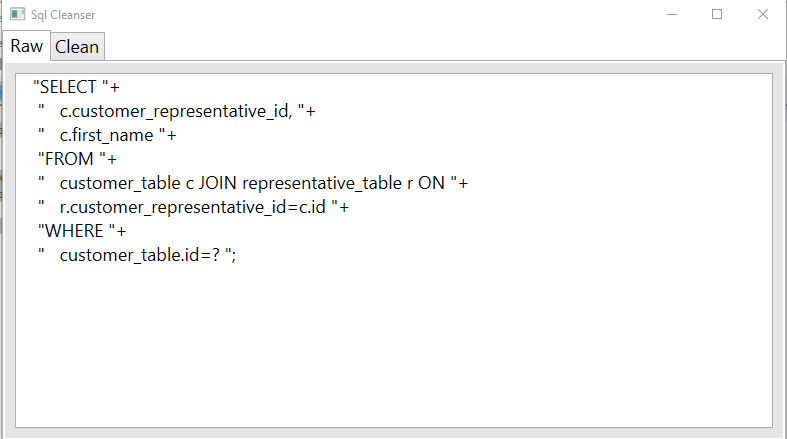 Sql Cleanser
Raw Clean
"SELECT "+
"   c.customer_representative_id, "+
"   c.first_name "+
"FROM "+
"   customer_table c JOIN representative_table r ON "+
"   r.customer_representative_id=c.id "+
"WHERE "+
"   customer_table.id=? ";